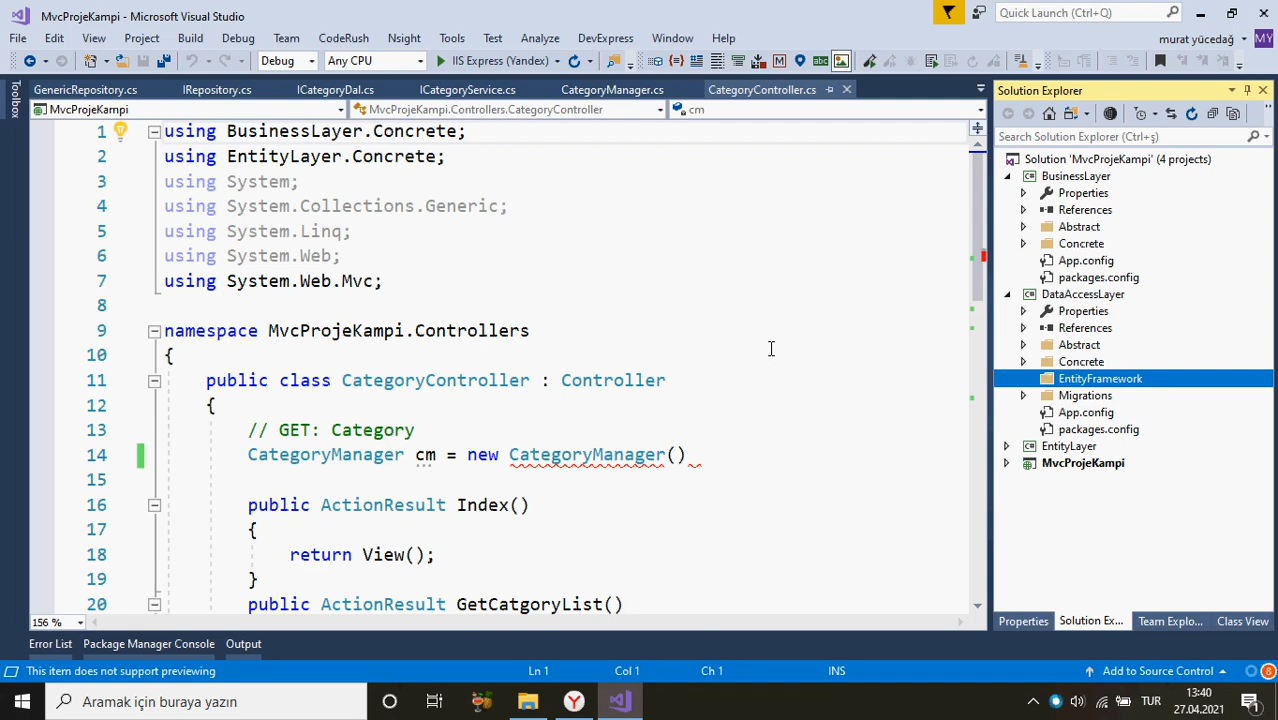 MvcProjeKampi - Microsoft Visual Studio
Quick Launch (Ctrl+Q)
File Edit View Project Build Debug Team CodeRush Nsight Tools Test Analyze DevExpress Window Help
murat yücedağ MY
Debug Any CPU IIS Express (Yandex)
Toolbox
GenericRepository.cs IRepository.cs ICategoryDal.cs ICategoryService.cs CategoryManager.cs CategoryController.cs
MvcProjeKampi MvcProjeKampi.Controllers.CategoryController cm
1 using BusinessLayer.Concrete;
2 using EntityLayer.Concrete;
3 using System;
4 using System.Collections.Generic;
5 using System.Linq;
6 using System.Web;
7 using System.Web.Mvc;
8
9 namespace MvcProjeKampi.Controllers
10 {
11 public class CategoryController : Controller
12 {
13 // GET: Category
14 CategoryManager cm = new CategoryManager()
15
16 public ActionResult Index()
17 {
18 return View();
19 }
20 public ActionResult GetCatgoryList()
156 %
Solution Explorer
Search Solution Explorer (Ctrl+ş)
Solution 'MvcProjeKampi' (4 projects)
BusinessLayer
Properties
References
Abstract
Concrete
App.config
packages.config
DataAccessLayer
Properties
References
Abstract
Concrete
EntityFramework
Migrations
App.config
packages.config
EntityLayer
MvcProjeKampi
Properties Solution Ex... Team Explo... Class View
Error List Package Manager Console Output
This item does not support previewing Ln 1 Col 1 Ch 1 INS Add to Source Control 8
Aramak için buraya yazın
TUR
13:40
27.04.2021
1